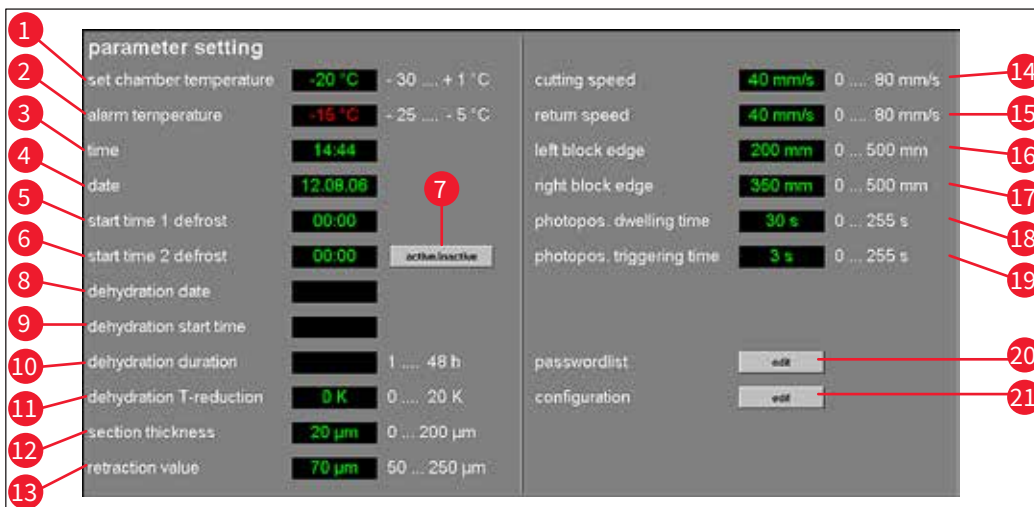 parameter setting
1 set chamber temperature -20 °C - 30 .... + 1 °C
2 alarm temperature -15 °C - 25 .... - 5 °C
3 time 14:44
4 date 12.08.06
5 start time 1 defrost 00:00
6 start time 2 defrost 00:00 active/inactive 7
8 dehydration date
9 dehydration start time
10 dehydration duration 1 .... 48 h
11 dehydration T-reduction 0 K 0 .... 20 K
12 section thickness 20 µm 0 ... 200 µm
13 retraction value 70 µm 50 ... 250 µm
cutting speed 40 mm/s 0 .... 80 mm/s 14
return speed 40 mm/s 0 .... 80 mm/s 15
left block edge 200 mm 0 ... 500 mm 16
right block edge 350 mm 0 ... 500 mm 17
photopos. dwelling time 30 s 0 ... 255 s 18
photopos. triggering time 3 s 0 ... 255 s 19
passwordlist edit 20
configuration edit 21